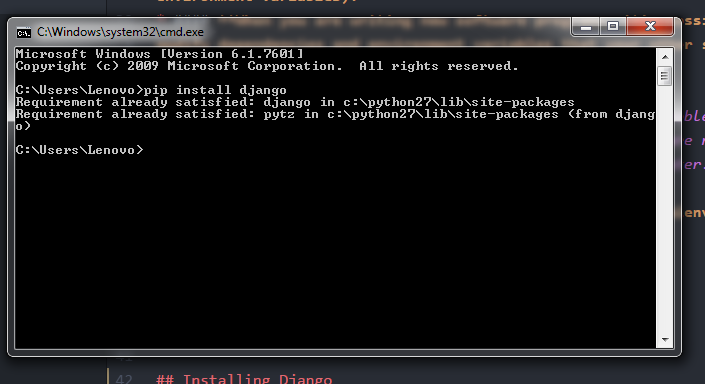 C:\Windows\system32\cmd.exe
Microsoft Windows [Version 6.1.7601]
Copyright (c) 2009 Microsoft Corporation.  All rights reserved.
C:\Users\Lenovo>pip install django
Requirement already satisfied: django in c:\python27\lib\site-packages
Requirement already satisfied: pytz in c:\python27\lib\site-packages (from djang
o)
C:\Users\Lenovo>
42 ## Installing Django